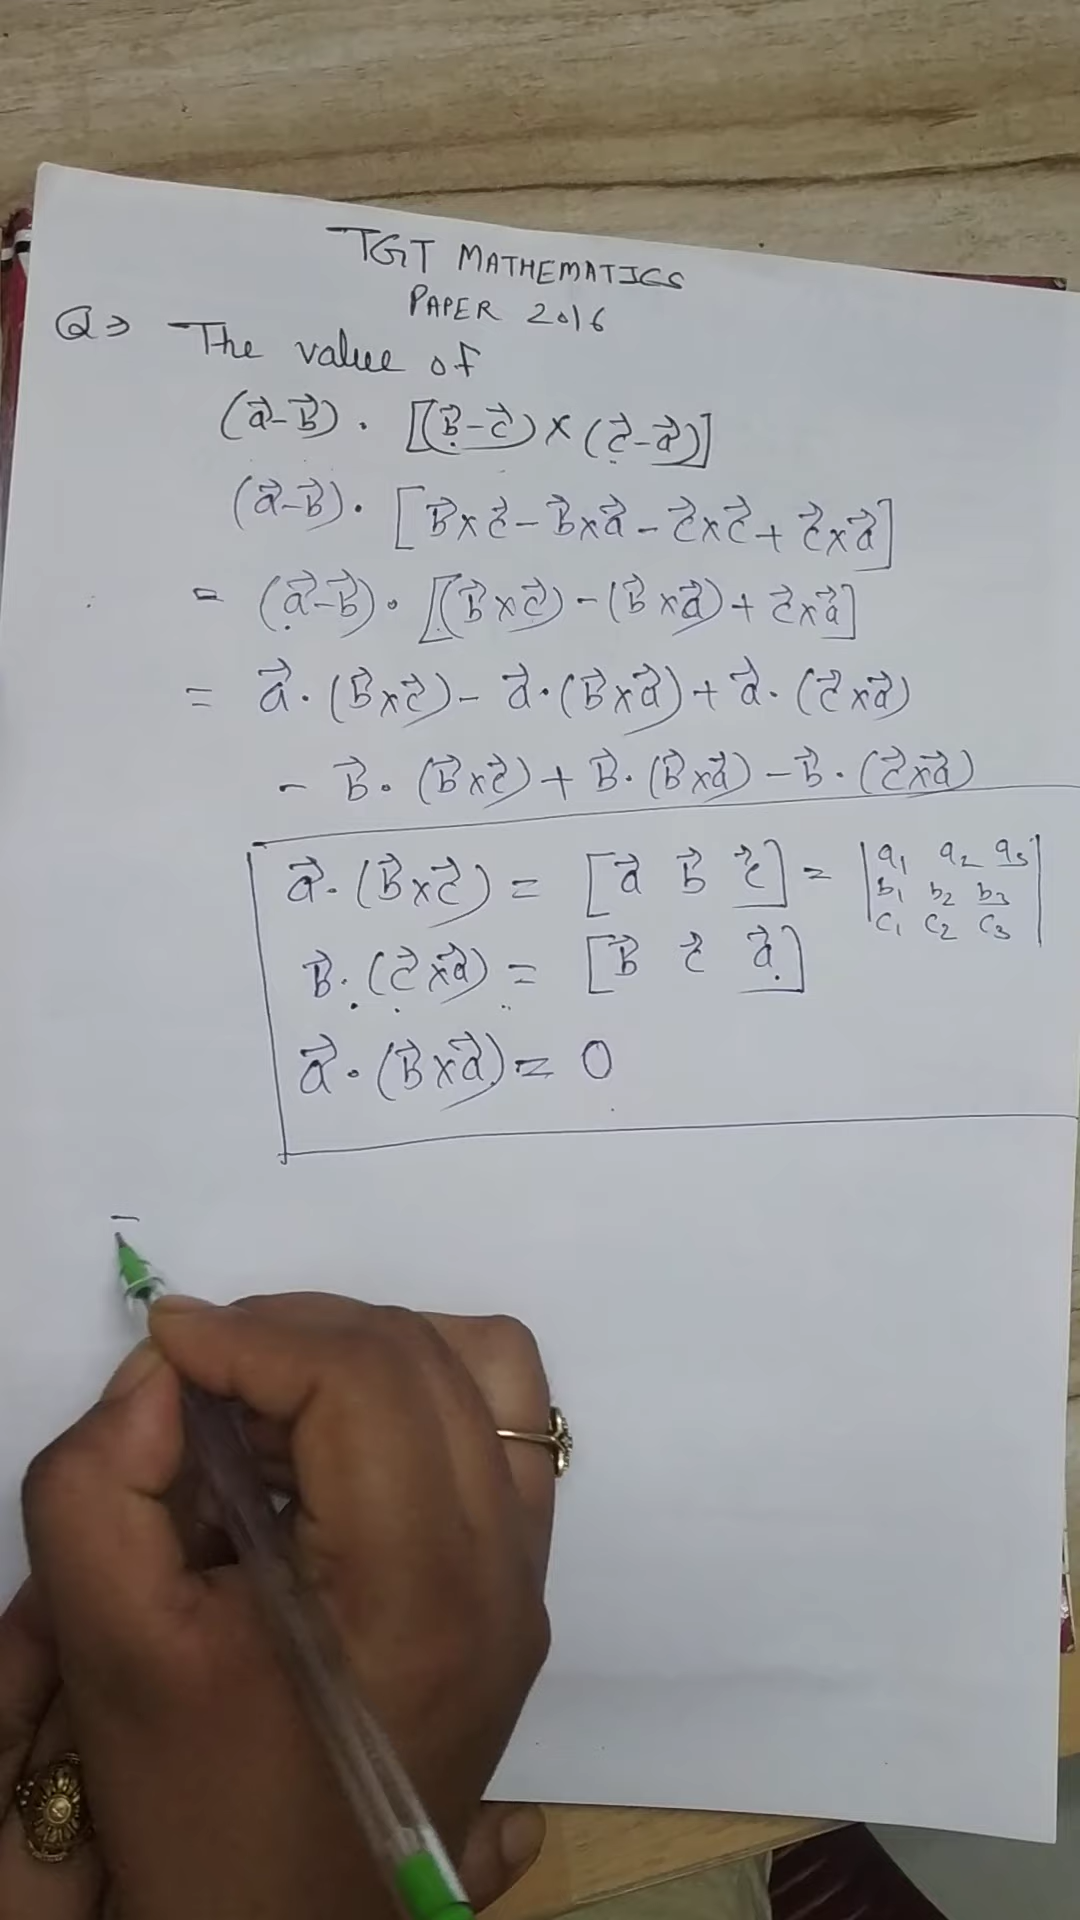 TGT MATHEMATICS
PAPER 2016
Q⇒ The value of
(a⃗-b⃗) . [(b⃗-c⃗)×(c⃗-a⃗)]
(a⃗-b⃗) . [b⃗×c⃗ - b⃗×a⃗ - c⃗×c⃗ + c⃗×a⃗]
= (a⃗-b⃗) . [(b⃗×c⃗) - (b⃗×a⃗) + c⃗×a⃗]
= a⃗ . (b⃗×c⃗) - a⃗ . (b⃗×a⃗) + a⃗ . (c⃗×a⃗)
- b⃗ . (b⃗×c⃗) + b⃗ . (b⃗×a⃗) - b⃗ . (c⃗×a⃗)
a⃗ . (b⃗×c⃗) = [a⃗ b⃗ c⃗] = |a₁ a₂ a₃
b₁ b₂ b₃
c₁ c₂ c₃|
b⃗ . (c⃗×a⃗) = [b⃗ c⃗ a⃗]
a⃗ . (b⃗×a⃗) = 0